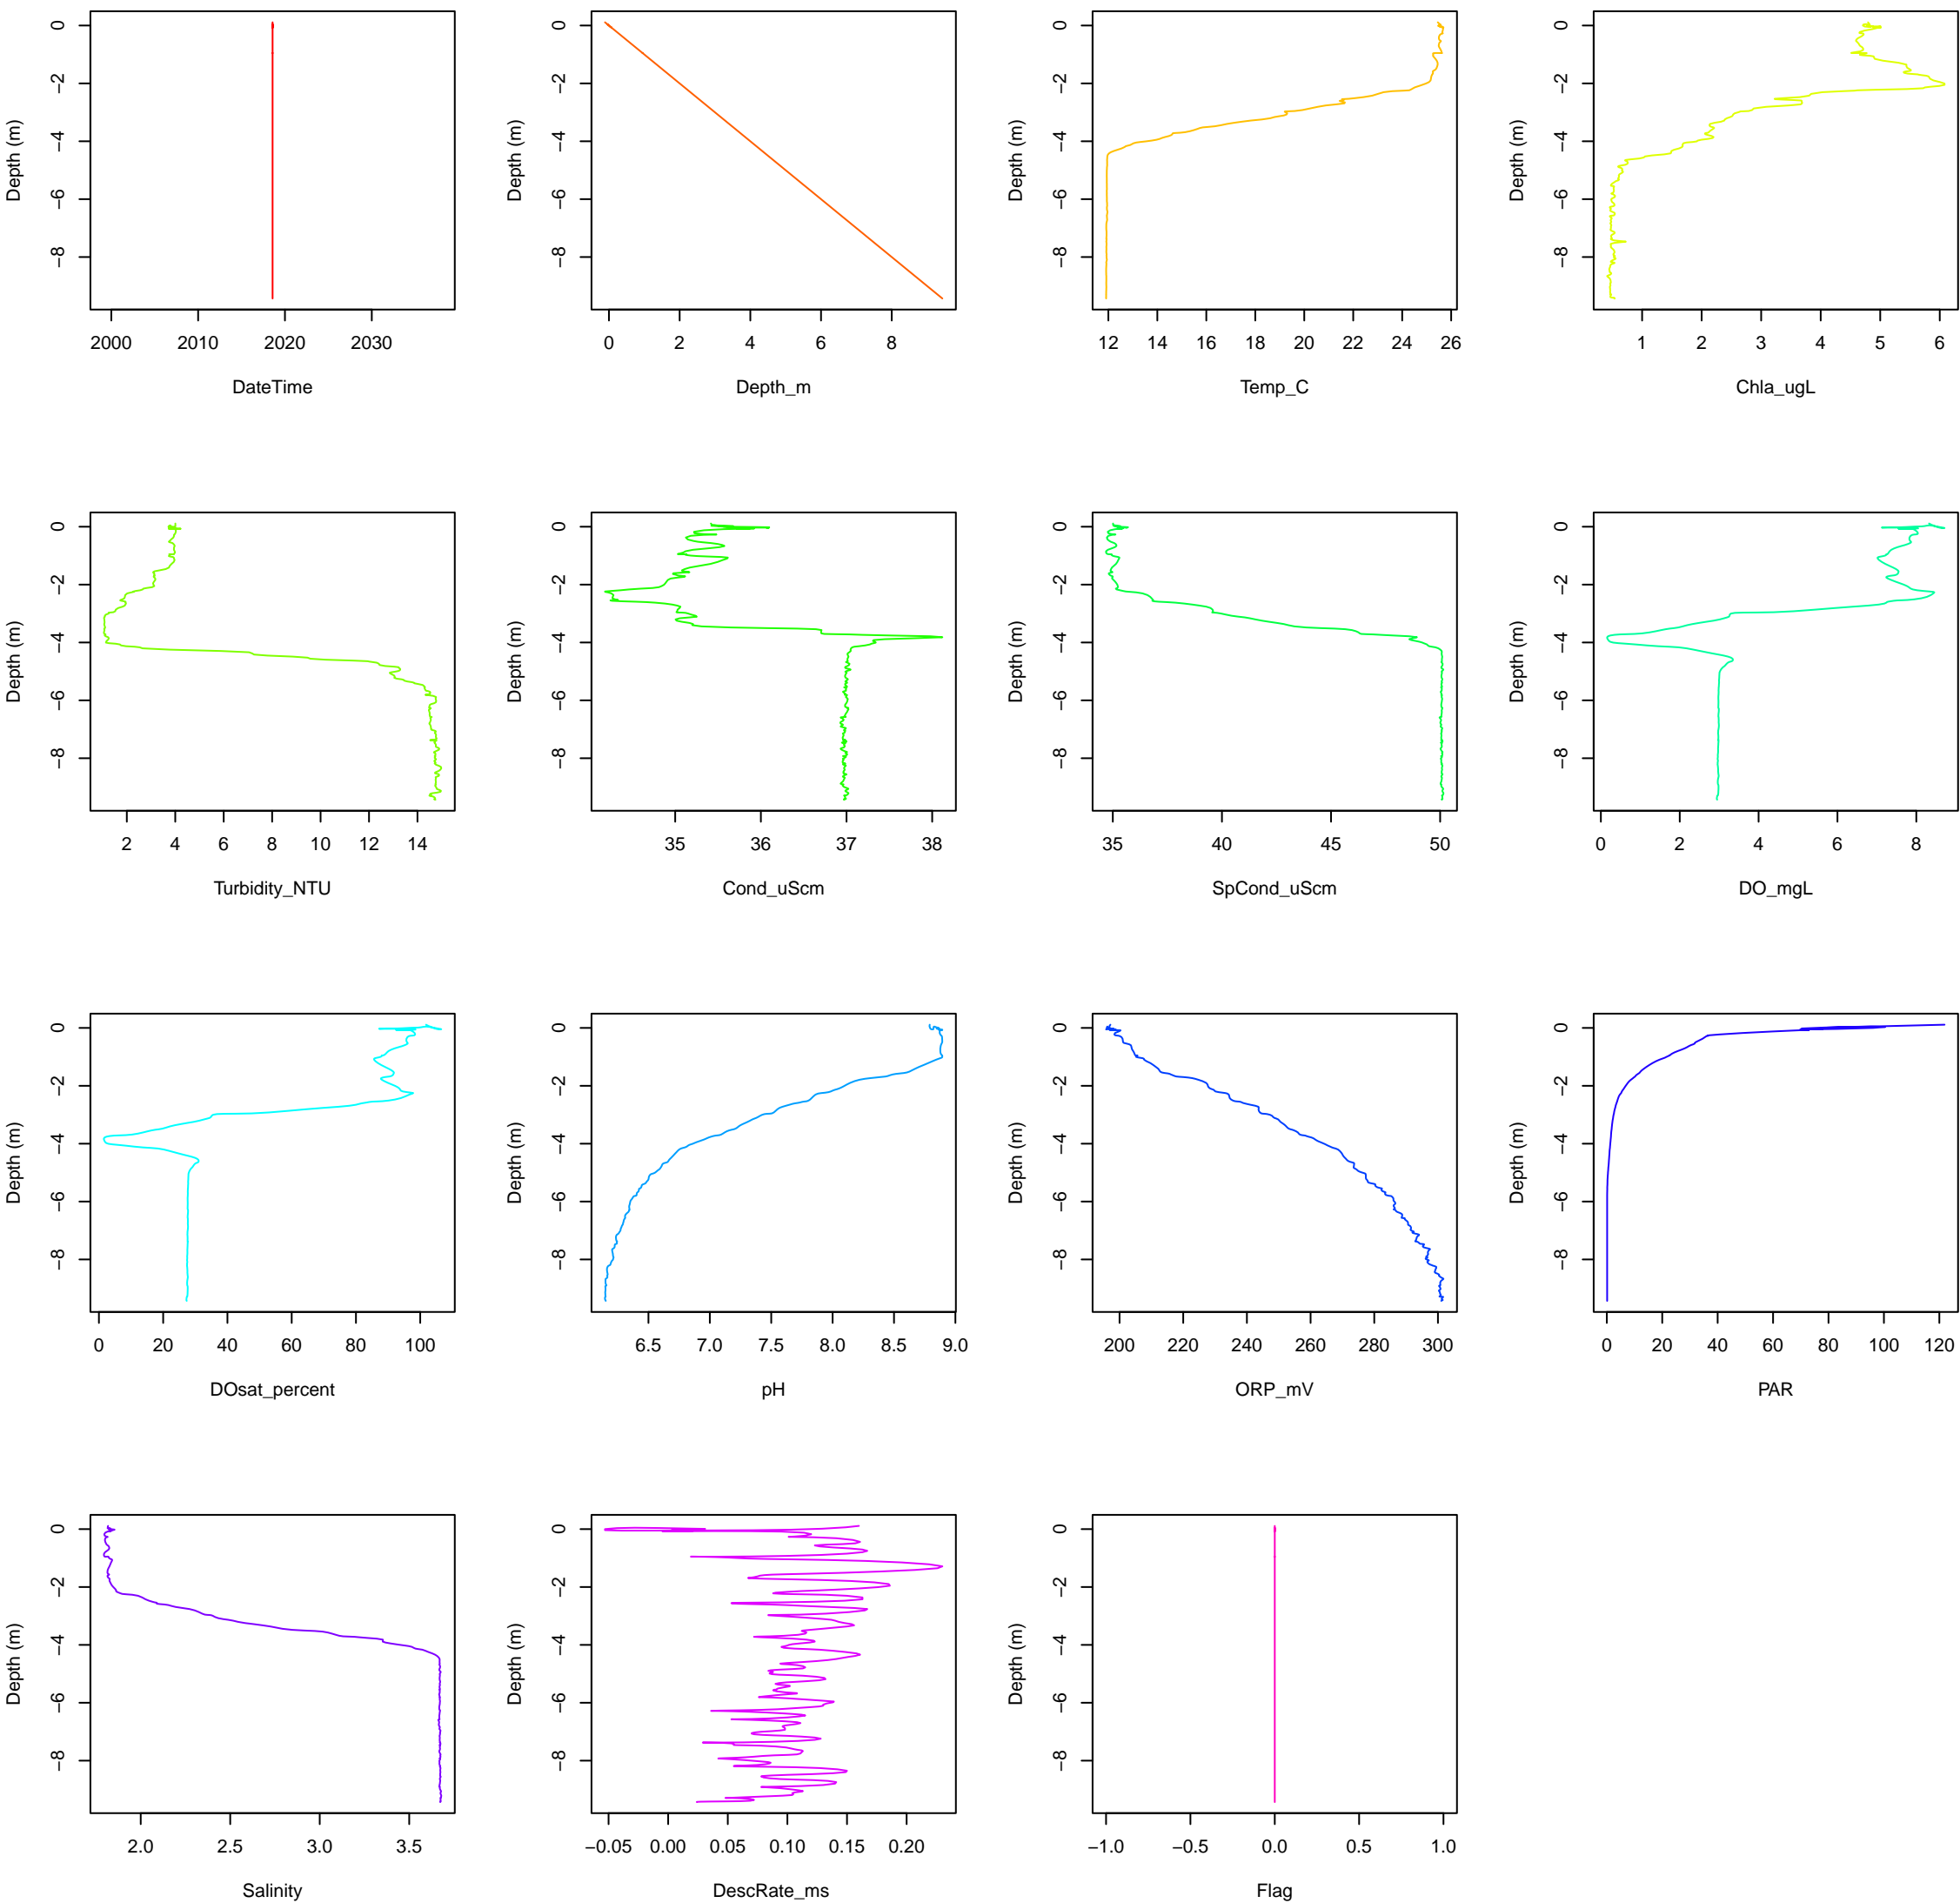 0 0 0 0
−2 −2 −2 −2
Depth (m) Depth (m) Depth (m) Depth (m)
−4 −4 −4 −4
−6 −6 −6 −6
−8 −8 −8 −8
2000 2010 2020 2030 0 2 4 6 8 12 14 16 18 20 22 24 26 1 2 3 4 5 6
DateTime Depth_m Temp_C Chla_ugL
0 0 0 0
−2 −2 −2 −2
Depth (m) Depth (m) Depth (m) Depth (m)
−4 −4 −4 −4
−6 −6 −6 −6
−8 −8 −8 −8
2 4 6 8 10 12 14 35 36 37 38 35 40 45 50 0 2 4 6 8
Turbidity_NTU Cond_uScm SpCond_uScm DO_mgL
0 0 0 0
−2 −2 −2 −2
Depth (m) Depth (m) Depth (m) Depth (m)
−4 −4 −4 −4
−6 −6 −6 −6
−8 −8 −8 −8
0 20 40 60 80 100 6.5 7.0 7.5 8.0 8.5 9.0 200 220 240 260 280 300 0 20 40 60 80 100 120
DOsat_percent pH ORP_mV PAR
0 0 0
−2 −2 −2
Depth (m) Depth (m) Depth (m)
−4 −4 −4
−6 −6 −6
−8 −8 −8
2.0 2.5 3.0 3.5 −0.05 0.00 0.05 0.10 0.15 0.20 −1.0 −0.5 0.0 0.5 1.0
Salinity DescRate_ms Flag